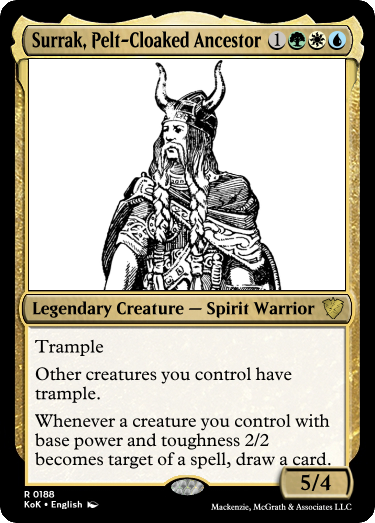 Surrak, Pelt-Cloaked Ancestor 1
Legendary Creature — Spirit Warrior
Trample
Other creatures you control have
trample.
Whenever a creature you control with
base power and toughness 2/2
becomes target of a spell, draw a card.
5/4
R 0188
KoK • English
Mackenzie, McGrath & Associates LLC